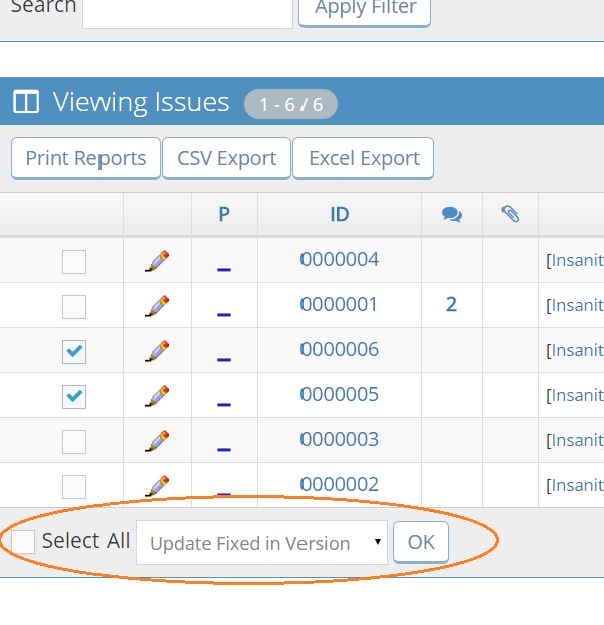 Search Apply Filter
Viewing Issues 1 - 6 / 6
Print Reports CSV Export Excel Export
P ID
0000004 [Insanit
0000001 2 [Insanit
0000006 [Insanit
0000005 [Insanit
0000003 [Insanit
0000002 [Insanit
Select All Update Fixed in Version OK